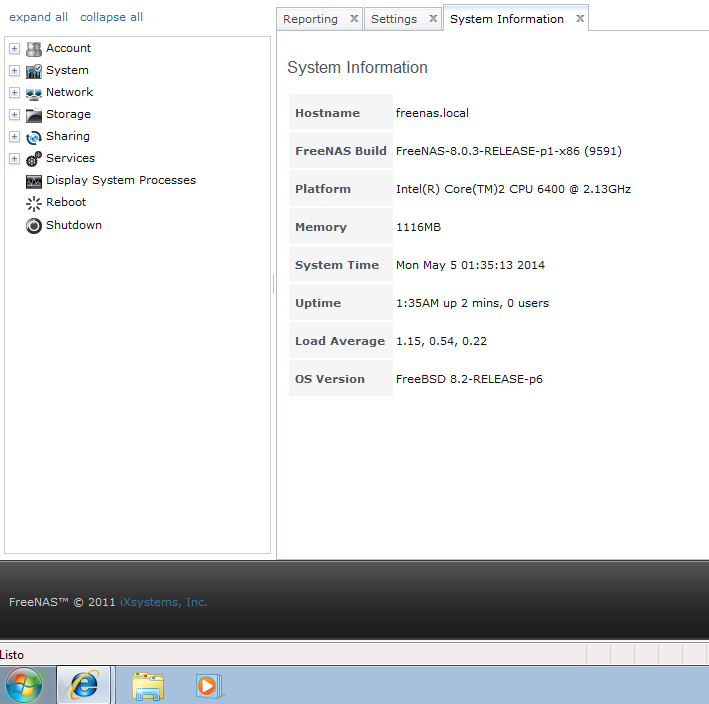 expand all collapse all
Account
System
Network
Storage
Sharing
Services
Display System Processes
Reboot
Shutdown
Reporting x Settings x System Information x
System Information
Hostname freenas.local
FreeNAS Build FreeNAS-8.0.3-RELEASE-p1-x86 (9591)
Platform Intel(R) Core(TM)2 CPU 6400 @ 2.13GHz
Memory 1116MB
System Time Mon May 5 01:35:13 2014
Uptime 1:35AM up 2 mins, 0 users
Load Average 1.15, 0.54, 0.22
OS Version FreeBSD 8.2-RELEASE-p6
FreeNAS™ © 2011 iXsystems, Inc.
Listo